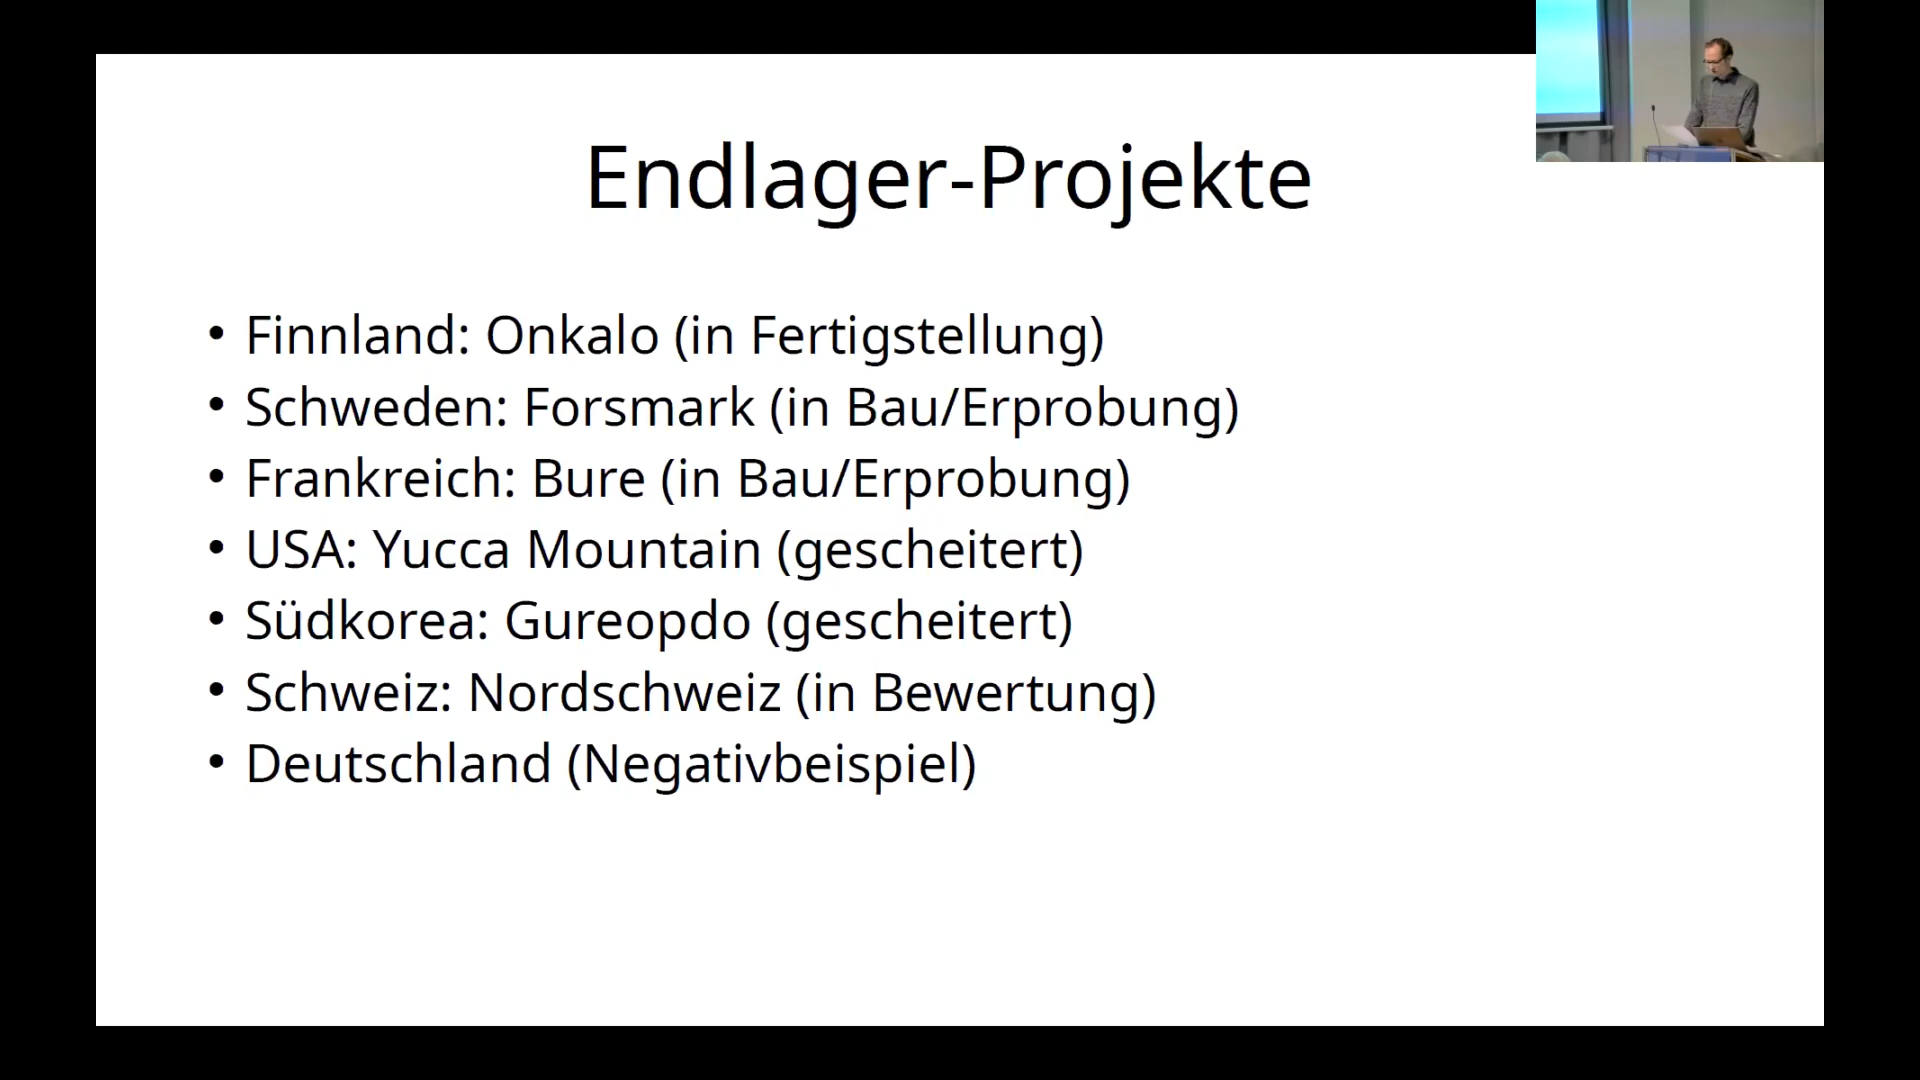 Endlager-Projekte
• Finnland: Onkalo (in Fertigstellung)
• Schweden: Forsmark (in Bau/Erprobung)
• Frankreich: Bure (in Bau/Erprobung)
• USA: Yucca Mountain (gescheitert)
• Südkorea: Gureopdo (gescheitert)
• Schweiz: Nordschweiz (in Bewertung)
• Deutschland (Negativbeispiel)